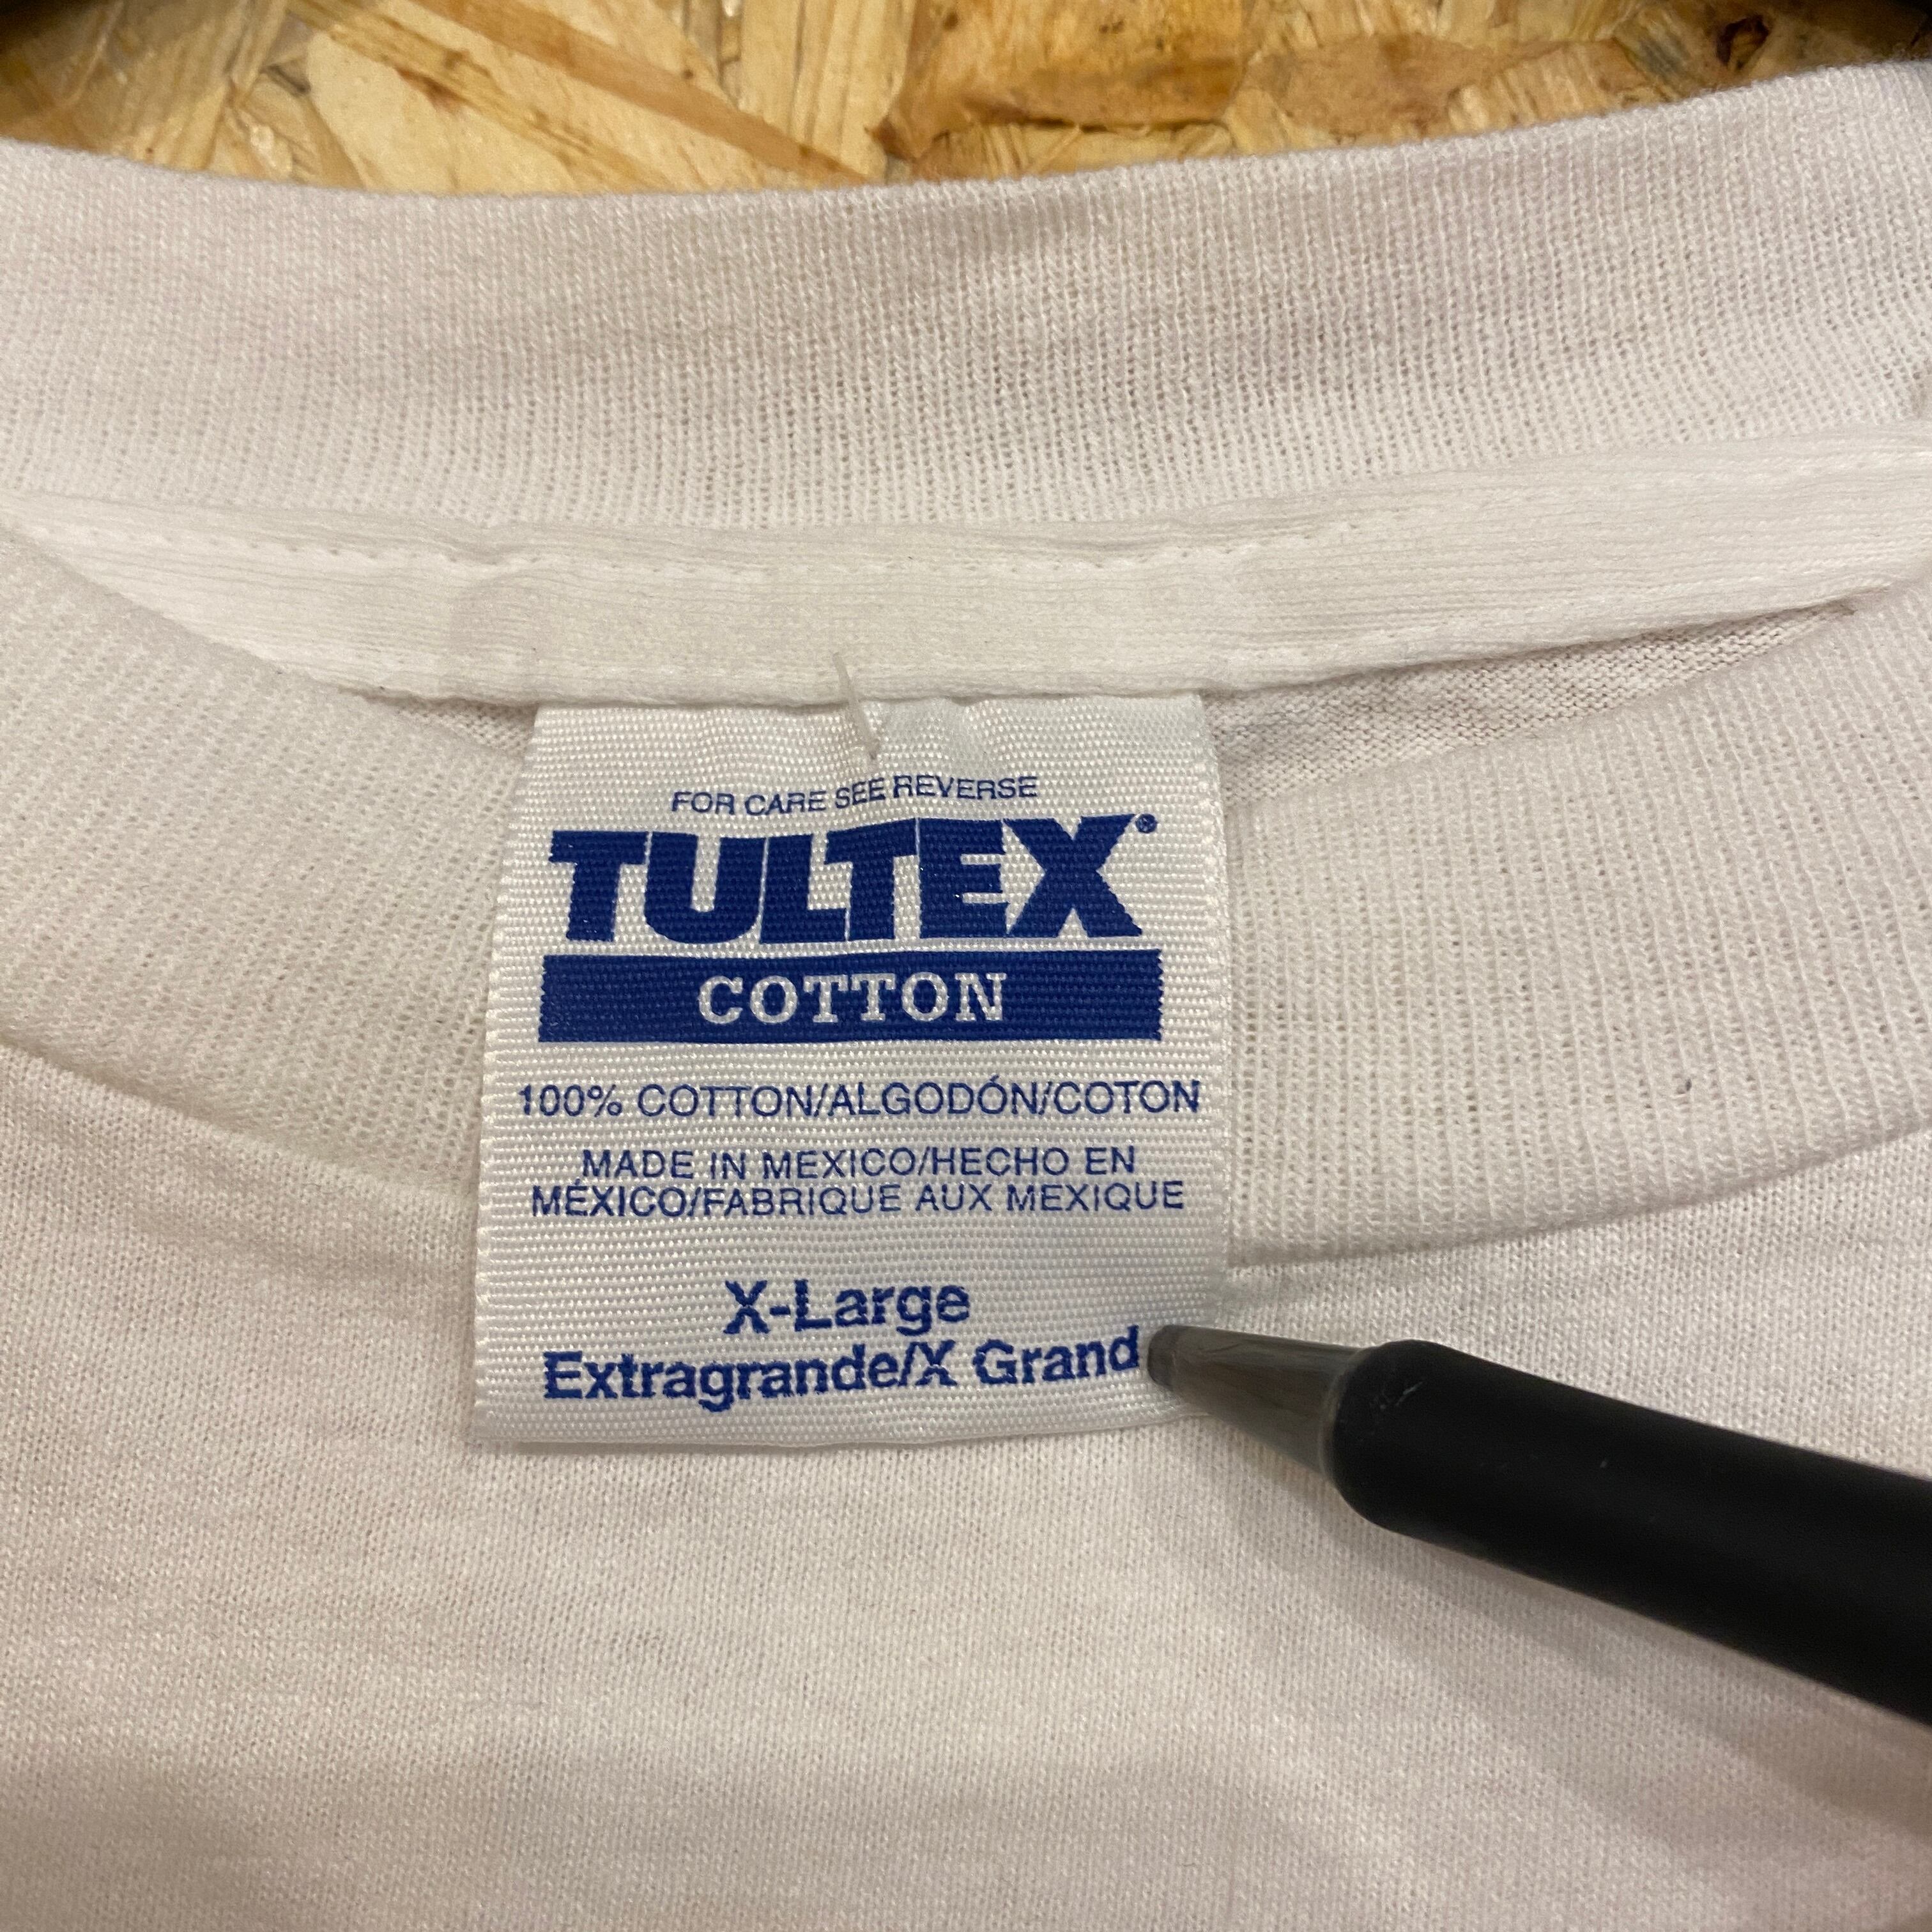 FOR CARE SEE REVERSE
TULTEX®
COTTON
100% COTTON/ALGODÓN/COTON
MADE IN MEXICO/HECHO EN
MÉXICO/FABRIQUE AUX MEXIQUE
X-Large
Extragrande/X Grand